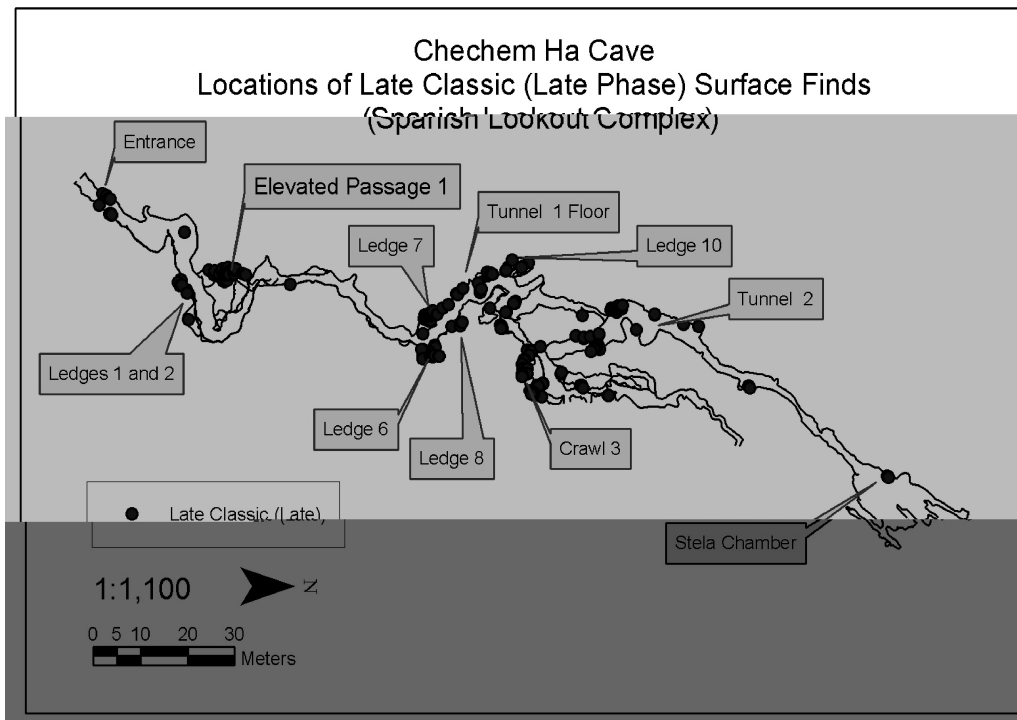 Chechem Ha Cave
Locations of Late Classic (Late Phase) Surface Finds
(Spanish Lookout Complex)
Entrance
Elevated Passage 1
Tunnel 1 Floor
Ledge 7
Ledge 10
Tunnel 2
Ledges 1 and 2
Ledge 6
Ledge 8
Crawl 3
Late Classic (Late)
Stela Chamber
1:1,100
N
0 5 10 20 30
Meters